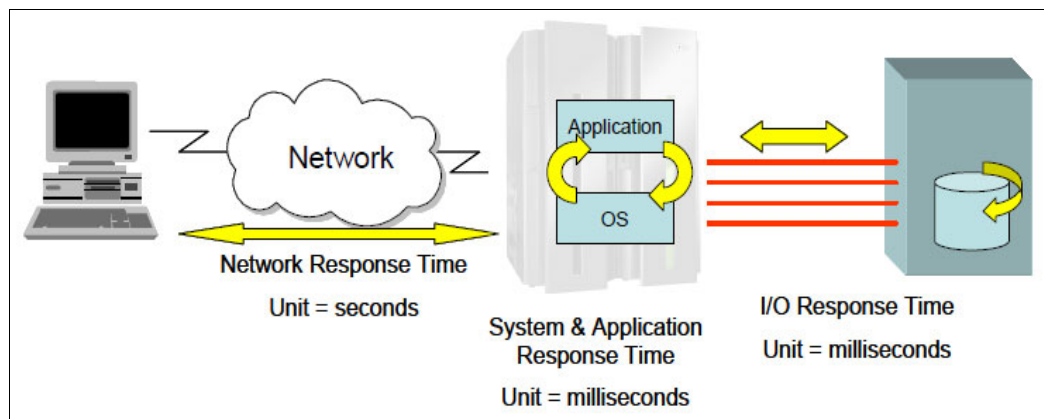 Network
Application
OS
Network Response Time
Unit = seconds
System & Application
Response Time
Unit = milliseconds
I/O Response Time
Unit = milliseconds